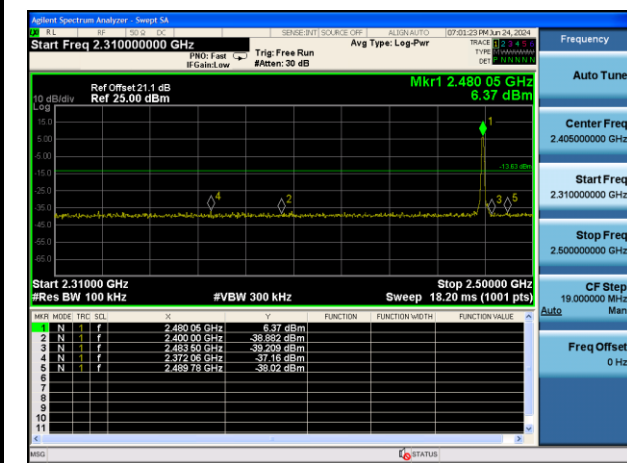 Agilent Spectrum Analyzer - Swept SA
RL RF 50 Ω DC SENSE:INT SOURCE OFF ALIGN AUTO 07:01:23 PM Jun 24, 2024
Start Freq 2.310000000 GHz
PNO: Fast
IFGain:Low
Trig: Free Run
#Atten: 30 dB
Avg Type: Log-Pwr
TRACE 1 2 3 4 5 6
TYPE
DET P N N N N N
Ref Offset 21.1 dB
10 dB/div Ref 25.00 dBm
Log
Mkr1 2.480 05 GHz
6.37 dBm
15.0
5.00
-5.00
-15.0
-25.0
-35.0
-45.0
-55.0
-65.0
-13.63 dBm
1
4
2
3
5
Start 2.31000 GHz Stop 2.50000 GHz
#Res BW 100 kHz #VBW 300 kHz Sweep 18.20 ms (1001 pts)
MKR MODE TRC SCL X Y FUNCTION FUNCTION WIDTH FUNCTION VALUE
1 N 1 f 2.480 05 GHz 6.37 dBm
2 N 1 f 2.400 00 GHz -38.882 dBm
3 N 1 f 2.483 50 GHz -39.209 dBm
4 N 1 f 2.372 06 GHz -37.16 dBm
5 N 1 f 2.489 78 GHz -38.02 dBm
6
7
8
9
10
11
MSG STATUS
Frequency
Auto Tune
Center Freq
2.405000000 GHz
Start Freq
2.310000000 GHz
Stop Freq
2.500000000 GHz
CF Step
19.000000 MHz
Auto Man
Freq Offset
0 Hz